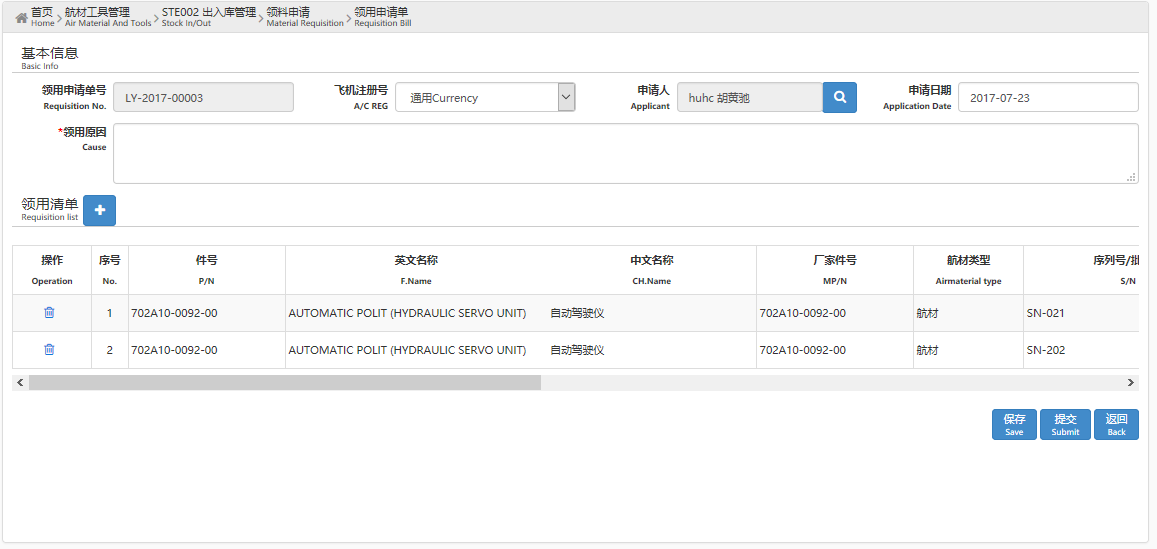 首页 航材工具管理 STE002 出入库管理 领料申请 领用申请单
Home Air Material And Tools Stock In/Out Material Requisition Requisition Bill
基本信息
Basic Info
领用申请单号 LY-2017-00003 飞机注册号 通用Currency 申请人 huhc 胡黄驰 申请日期 2017-07-23
Requisition No. A/C REG Applicant Application Date
*领用原因
Cause
领用清单
Requisition list
操作 序号 件号 英文名称 中文名称 厂家件号 航材类型 序列号/批
Operation No. P/N F.Name CH.Name MP/N Airmaterial type S/N
1 702A10-0092-00 AUTOMATIC POLIT (HYDRAULIC SERVO UNIT) 自动驾驶仪 702A10-0092-00 航材 SN-021
2 702A10-0092-00 AUTOMATIC POLIT (HYDRAULIC SERVO UNIT) 自动驾驶仪 702A10-0092-00 航材 SN-202
保存 提交 返回
Save Submit Back